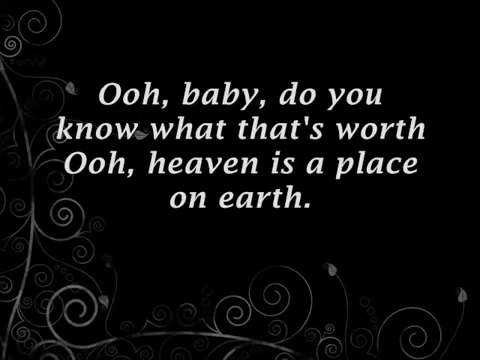 Ooh, baby, do you
know what that's worth
Ooh, heaven is a place
on earth.